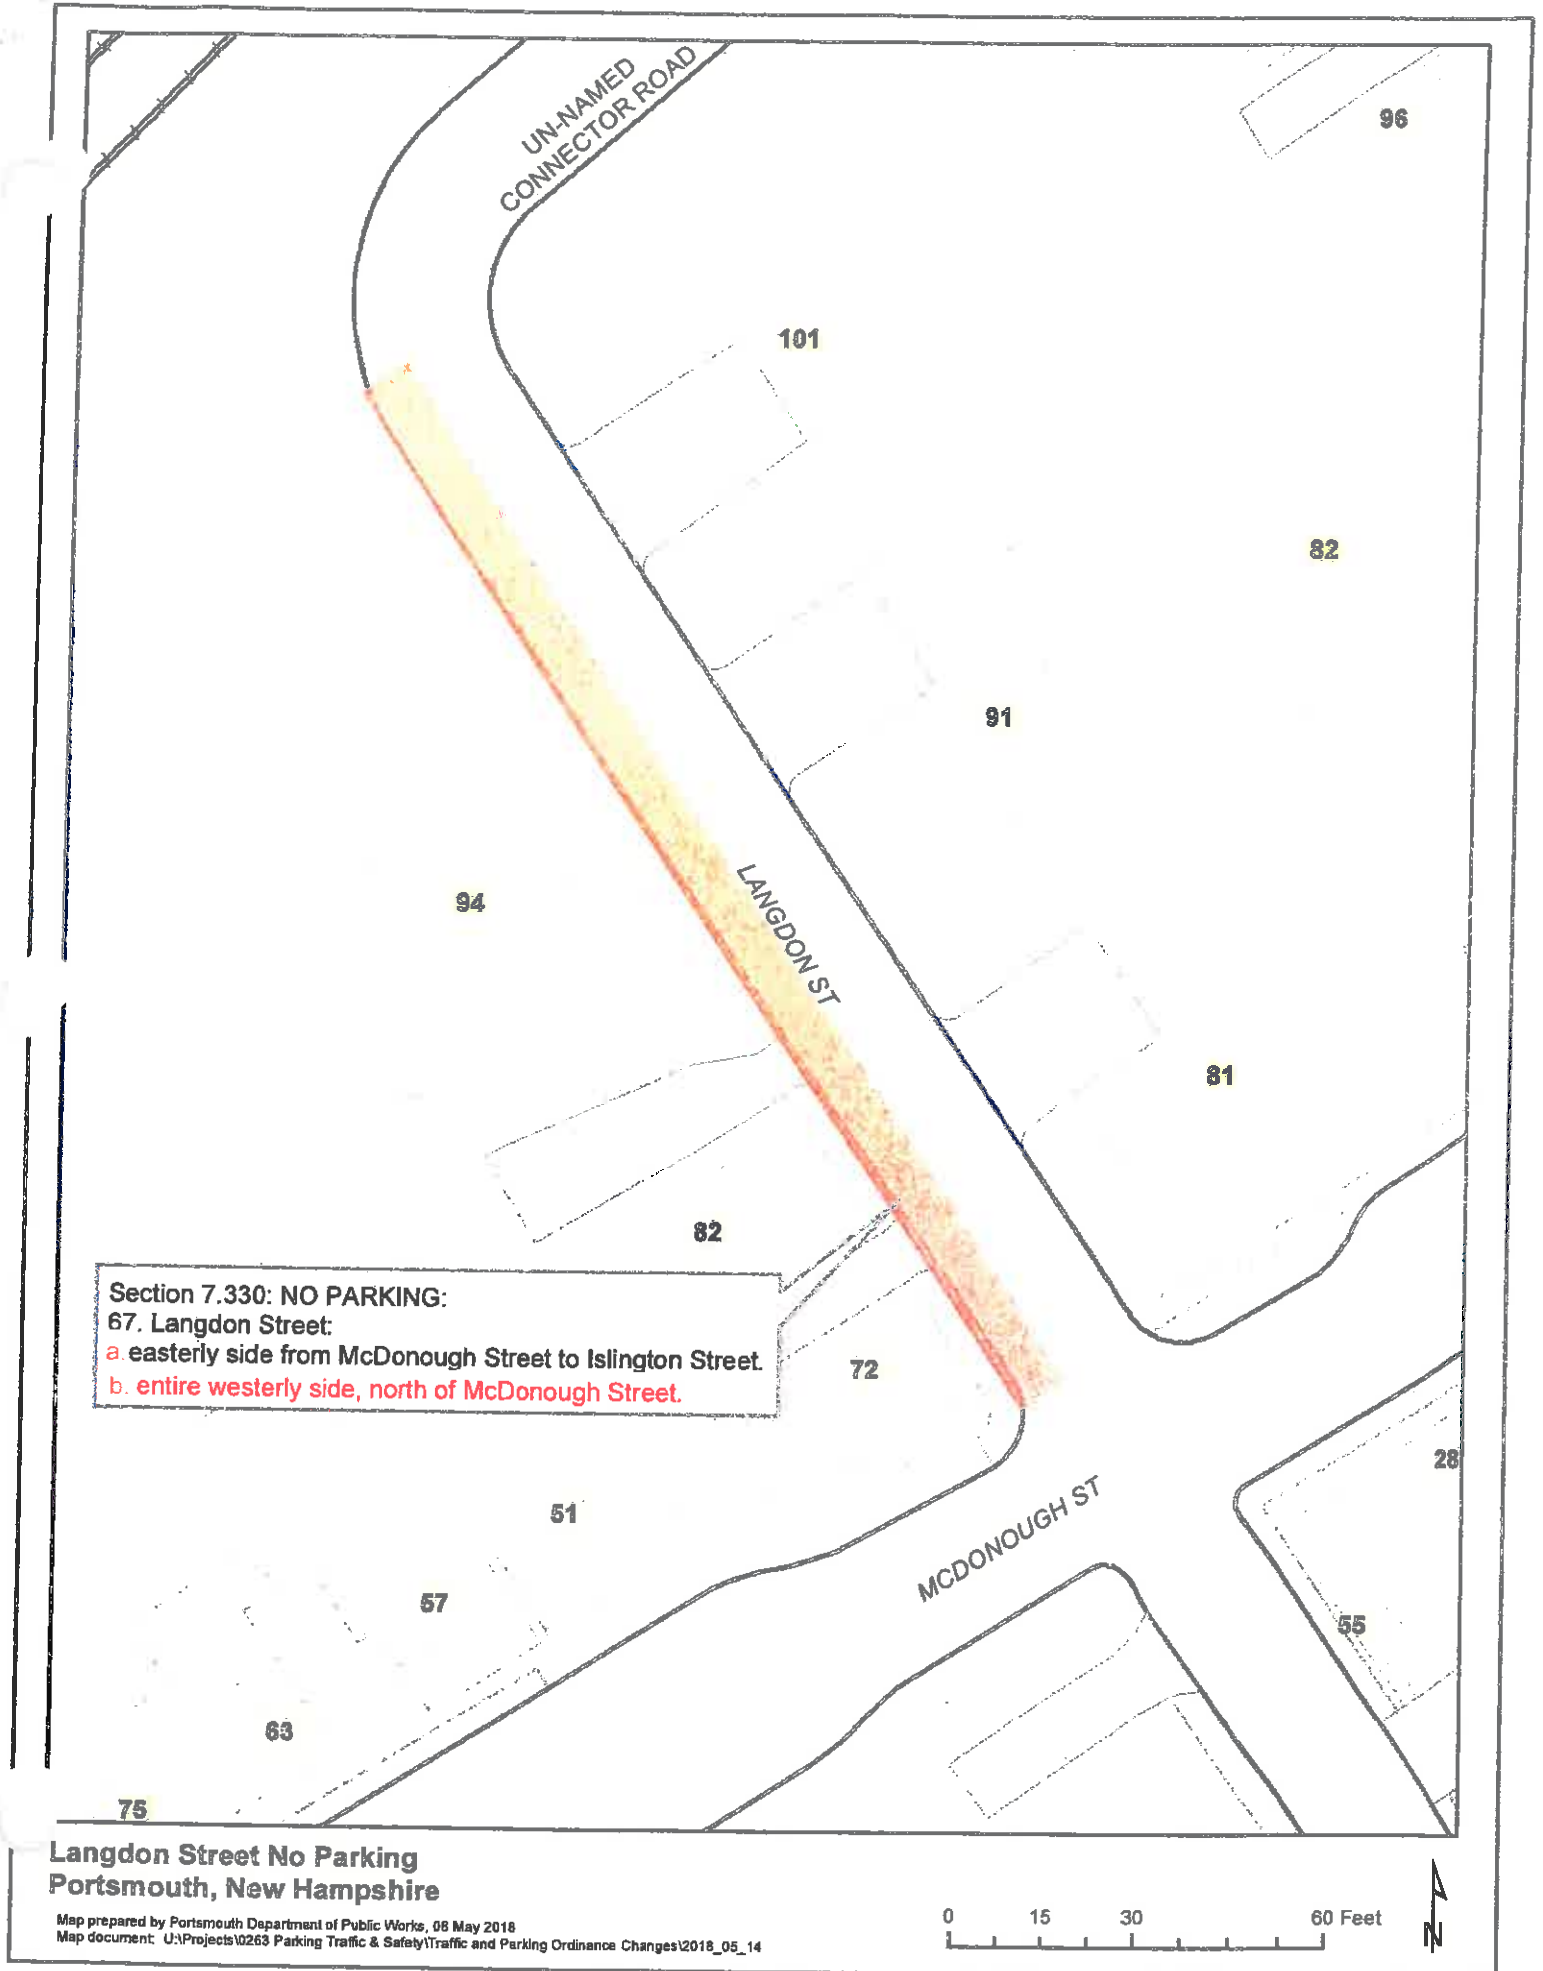 UN-NAMED
CONNECTOR ROAD
96
101
82
91
94
LANGDON ST
81
82
Section 7.330: NO PARKING:
67. Langdon Street:
a. easterly side from McDonough Street to Islington Street.
b. entire westerly side, north of McDonough Street.
72
28
51
MCDONOUGH ST
57
55
63
75
Langdon Street No Parking
Portsmouth, New Hampshire
Map prepared by Portsmouth Department of Public Works, 08 May 2018
Map document: U:\Projects\0263 Parking Traffic & Safety\Traffic and Parking Ordinance Changes\2018_05_14
0 15 30 60 Feet
N